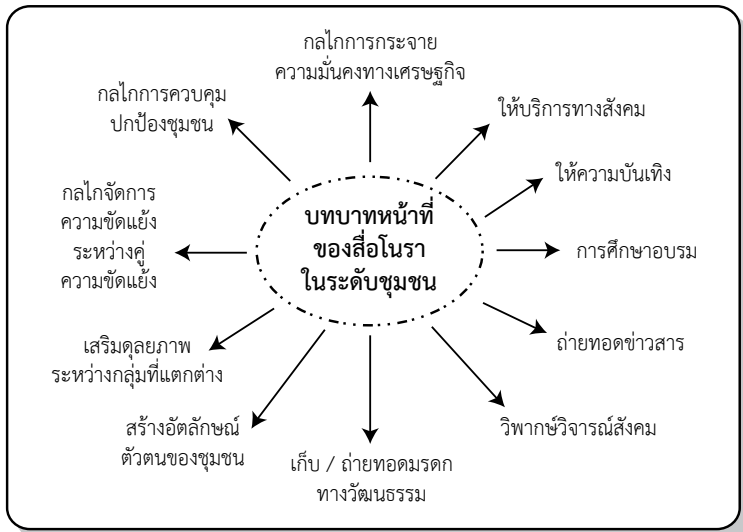 กลไกการกระจาย
ความมั่นคงทางเศรษฐกิจ
ให้บริการทางสังคม
ให้ความบันเทิง
การศึกษาอบรม
ถ่ายทอดข่าวสาร
วิพากษ์วิจารณ์สังคม
เก็บ / ถ่ายทอดมรดก
ทางวัฒนธรรม
สร้างอัตลักษณ์
ตัวตนของชุมชน
เสริมดุลยภาพ
ระหว่างกลุ่มที่แตกต่าง
กลไกจัดการ
ความขัดแย้ง
ระหว่างคู่
ความขัดแย้ง
กลไกการควบคุม
ปกป้องชุมชน
บทบาทหน้าที่
ของสื่อโนรา
ในระดับชุมชน